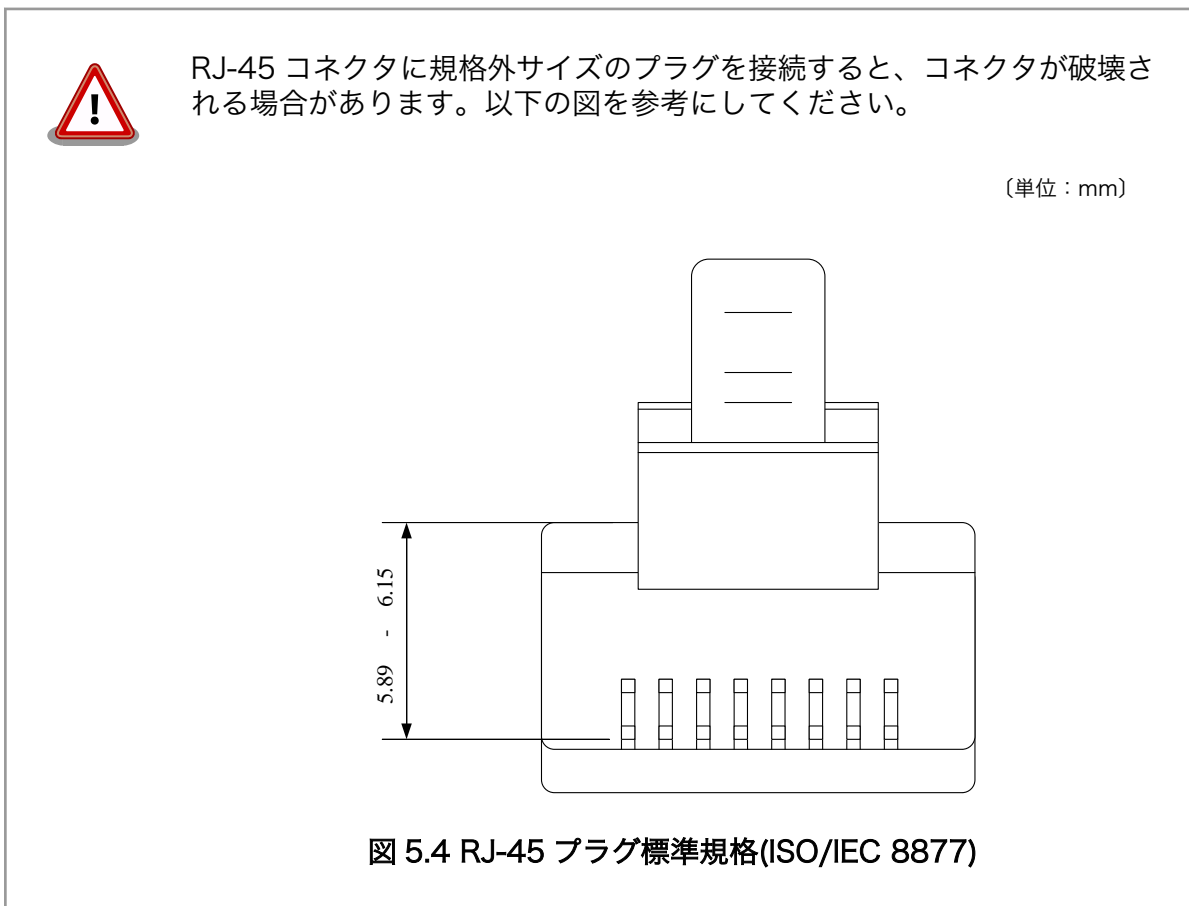 RJ-45 コネクタに規格外サイズのプラグを接続すると、コネクタが破壊さ
れる場合があります。以下の図を参考にしてください。
〔単位：mm〕
5.89 - 6.15
図 5.4 RJ-45 プラグ標準規格(ISO/IEC 8877)